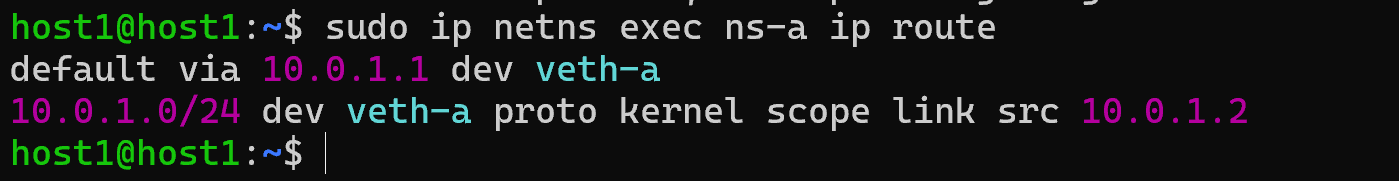 host1@host1:~$ sudo ip netns exec ns-a ip route
default via 10.0.1.1 dev veth-a
10.0.1.0/24 dev veth-a proto kernel scope link src 10.0.1.2
host1@host1:~$